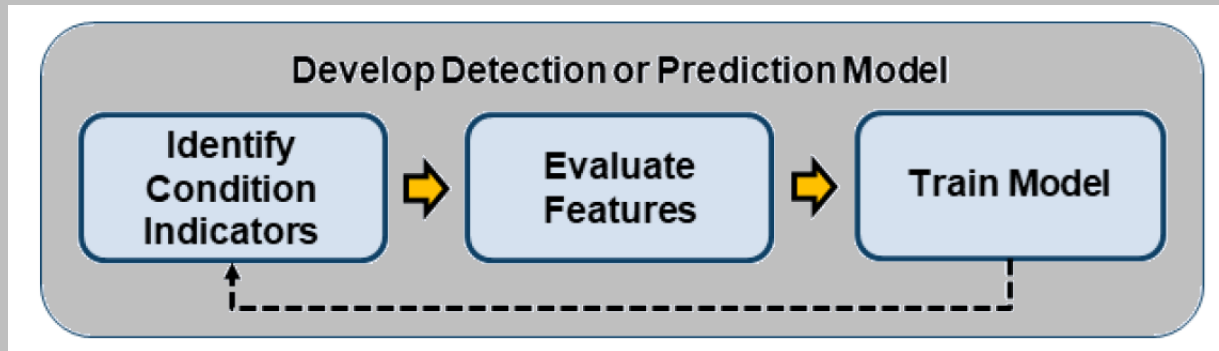 Develop Detection or Prediction Model
Identify
Condition
Indicators
Evaluate
Features
Train Model